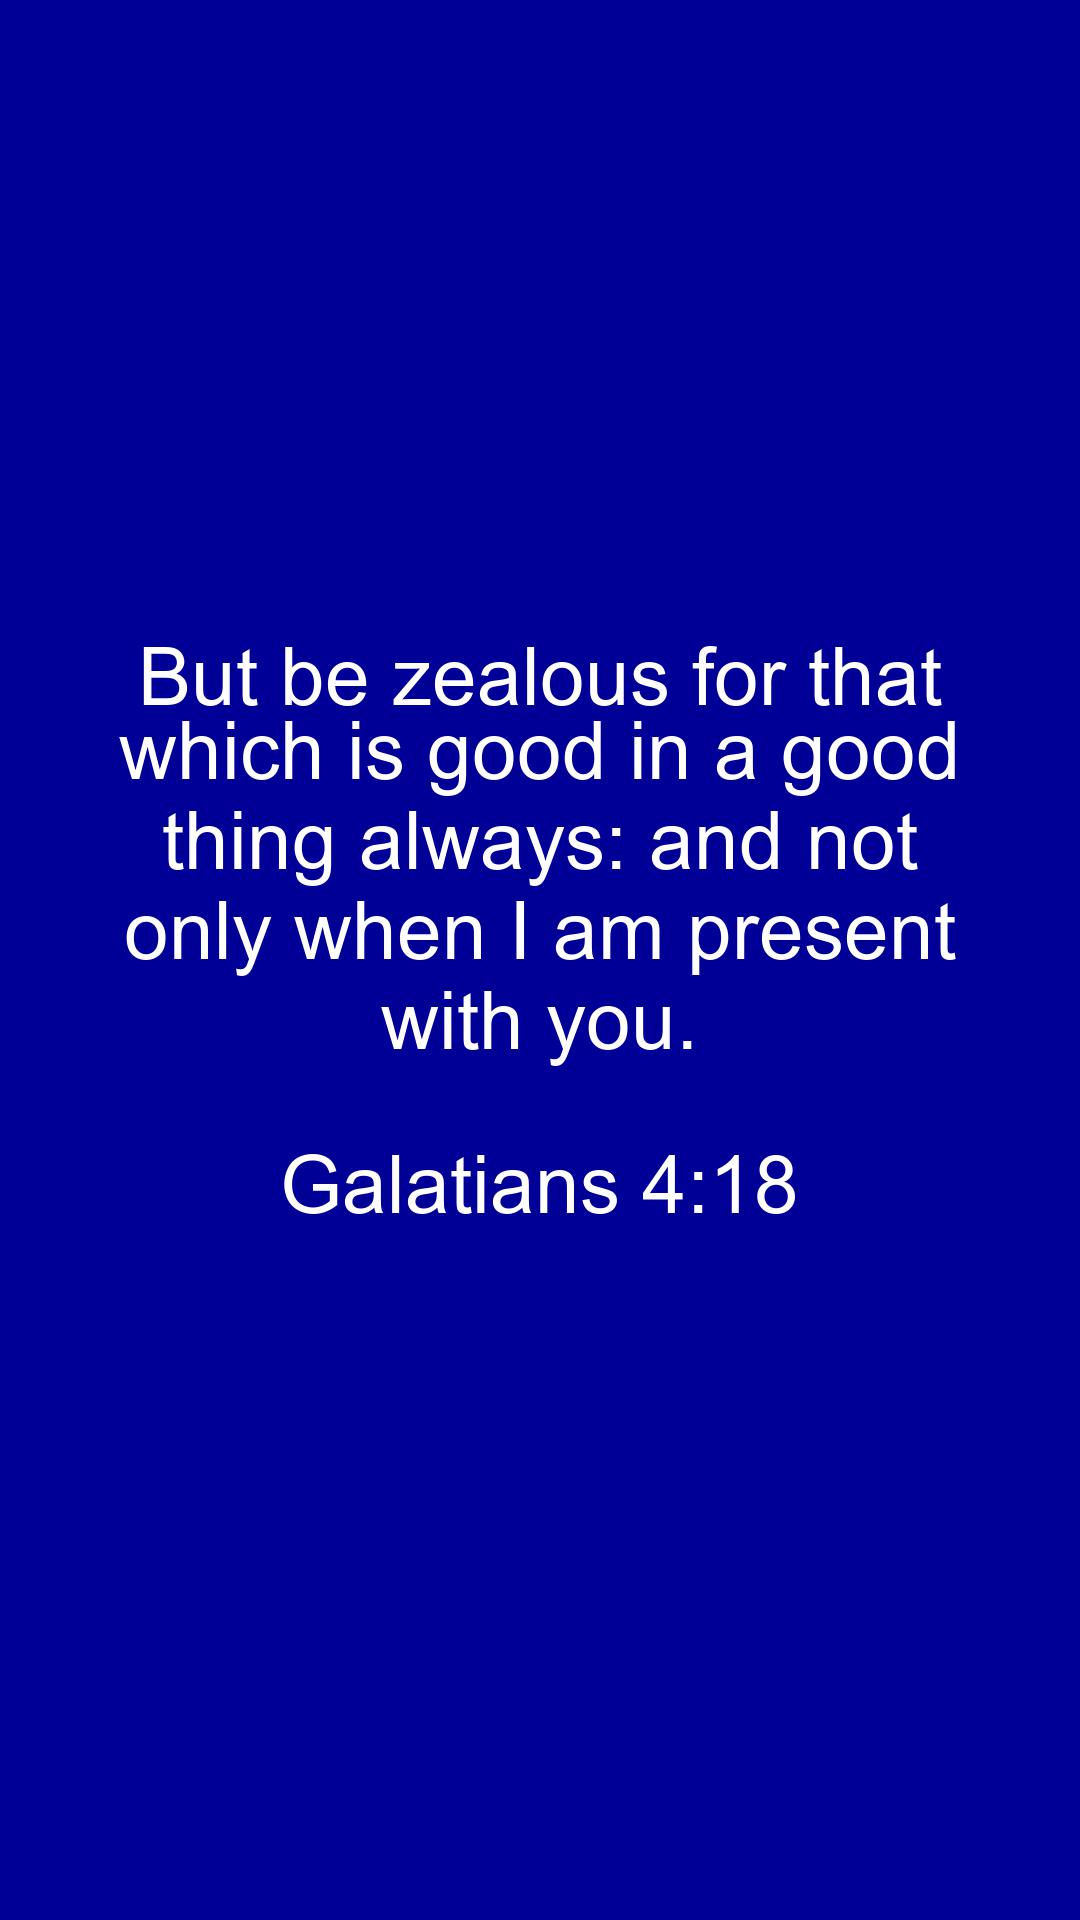 But be zealous for that
which is good in a good
thing always: and not
only when I am present
with you.
Galatians 4:18